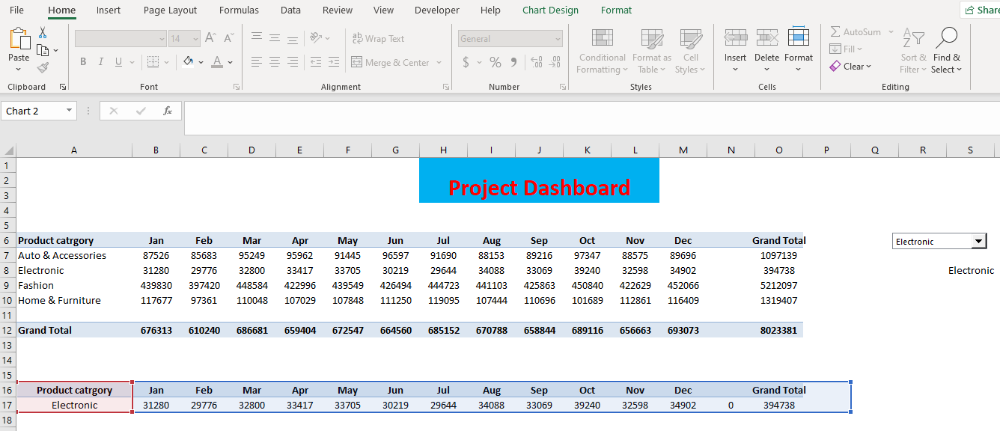 File Home Insert Page Layout Formulas Data Review View Developer Help Chart Design Format Share
14 A^ A˅ ab Wrap Text General AutoSum
Paste B I U A Merge & Center $ % 9 Conditional Formatting Format as Table Cell Styles Insert Delete Format Fill Sort & Filter Find & Select
Clear
Clipboard Font Alignment Number Styles Cells Editing
Chart 2 fx
A B C D E F G H I J K L M N O P Q R S
1
2
3 Project Dashboard
4
5
6 Product catrgory Jan Feb Mar Apr May Jun Jul Aug Sep Oct Nov Dec Grand Total Electronic
7 Auto & Accessories 87526 85683 95249 95962 91445 96597 91690 88153 89216 97347 88575 89696 1097139
8 Electronic 31280 29776 32800 33417 33705 30219 29644 34088 33069 39240 32598 34902 394738 Electronic
9 Fashion 439830 397420 448584 422996 439549 426494 444723 441103 425863 450840 422629 452066 5212097
10 Home & Furniture 117677 97361 110048 107029 107848 111250 119095 107444 110696 101689 112861 116409 1319407
11
12 Grand Total 676313 610240 686681 659404 672547 664560 685152 670788 658844 689116 656663 693073 8023381
13
14
15
16 Product catrgory Jan Feb Mar Apr May Jun Jul Aug Sep Oct Nov Dec Grand Total
17 Electronic 31280 29776 32800 33417 33705 30219 29644 34088 33069 39240 32598 34902 0 394738
18